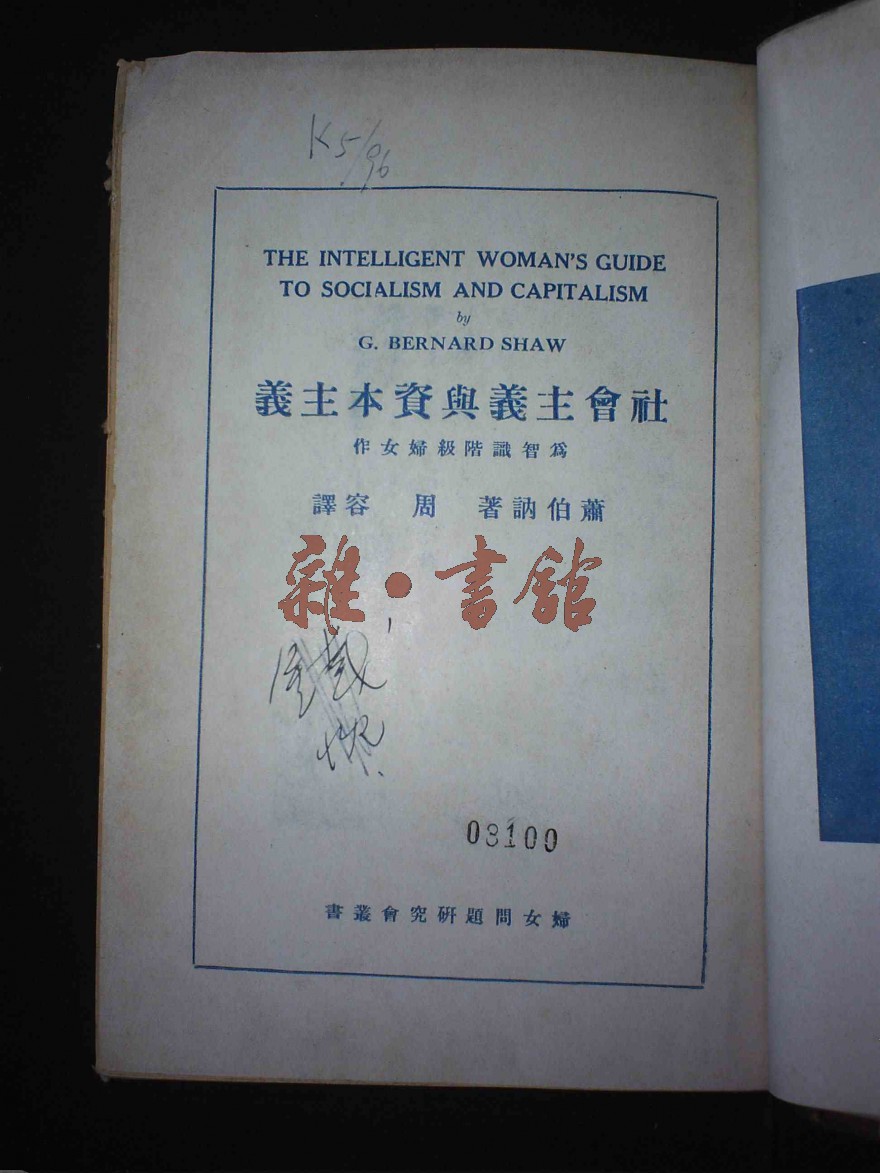 K5/96
THE INTELLIGENT WOMAN'S GUIDE
TO SOCIALISM AND CAPITALISM
by
G. BERNARD SHAW
社會主義與資本主義
爲智識階級婦女作
蕭伯訥著　周　容譯
雜·書館
03100
婦女問題研究會叢書